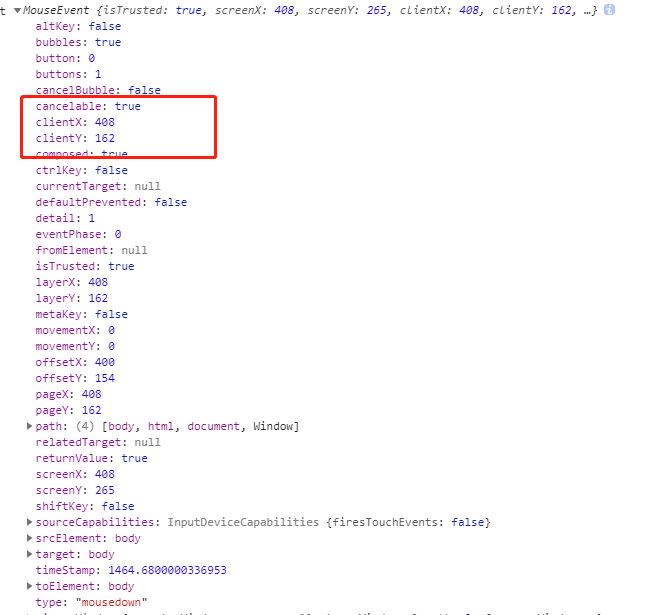 t ▼MouseEvent {isTrusted: true, screenX: 408, screenY: 265, clientX: 408, clientY: 162, …} i
altKey: false
bubbles: true
button: 0
buttons: 1
cancelBubble: false
cancelable: true
clientX: 408
clientY: 162
composed: true
ctrlKey: false
currentTarget: null
defaultPrevented: false
detail: 1
eventPhase: 0
fromElement: null
isTrusted: true
layerX: 408
layerY: 162
metaKey: false
movementX: 0
movementY: 0
offsetX: 400
offsetY: 154
pageX: 408
pageY: 162
▶path: (4) [body, html, document, Window]
relatedTarget: null
returnValue: true
screenX: 408
screenY: 265
shiftKey: false
▶sourceCapabilities: InputDeviceCapabilities {firesTouchEvents: false}
▶srcElement: body
▶target: body
timeStamp: 1464.6800000336953
▶toElement: body
type: "mousedown"